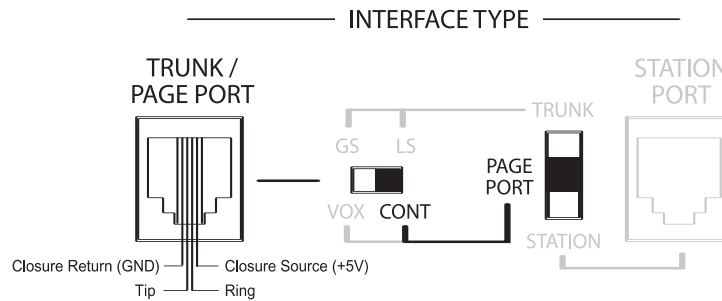 INTERFACE TYPE
TRUNK /
PAGE PORT
STATION
PORT
TRUNK
GS LS
PAGE
PORT
VOX CONT
STATION
Closure Return (GND) Closure Source (+5V)
Tip Ring